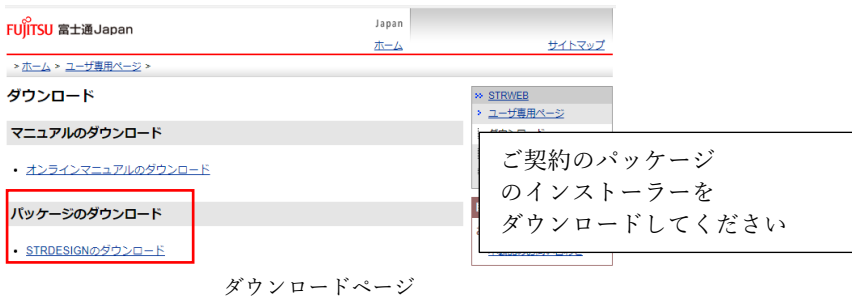 FUJITSU 富士通Japan
Japan
ホーム
サイトマップ
> ホーム > ユーザ専用ページ >
ダウンロード
マニュアルのダウンロード
• オンラインマニュアルのダウンロード
パッケージのダウンロード
• STRDESIGNのダウンロード
›› STRWEB
› ユーザ専用ページ
ご契約のパッケージ
のインストーラーを
ダウンロードしてください
ダウンロードページ